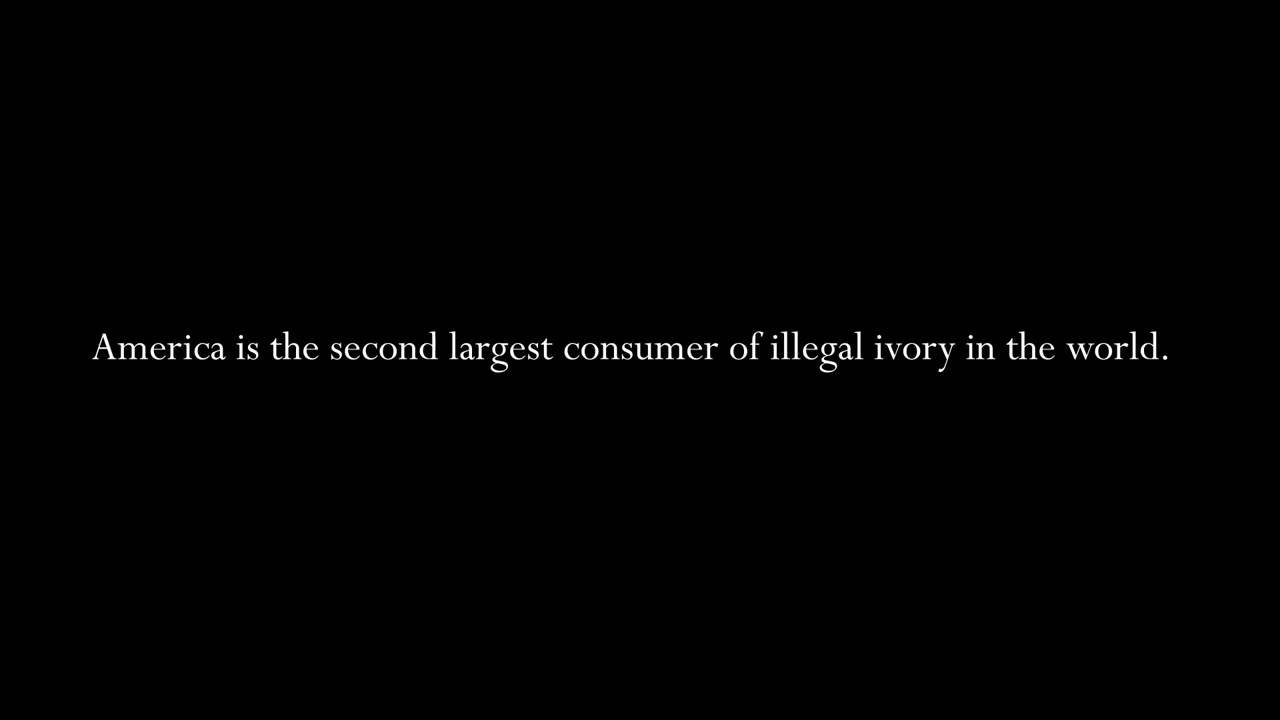 America is the second largest consumer of illegal ivory in the world.